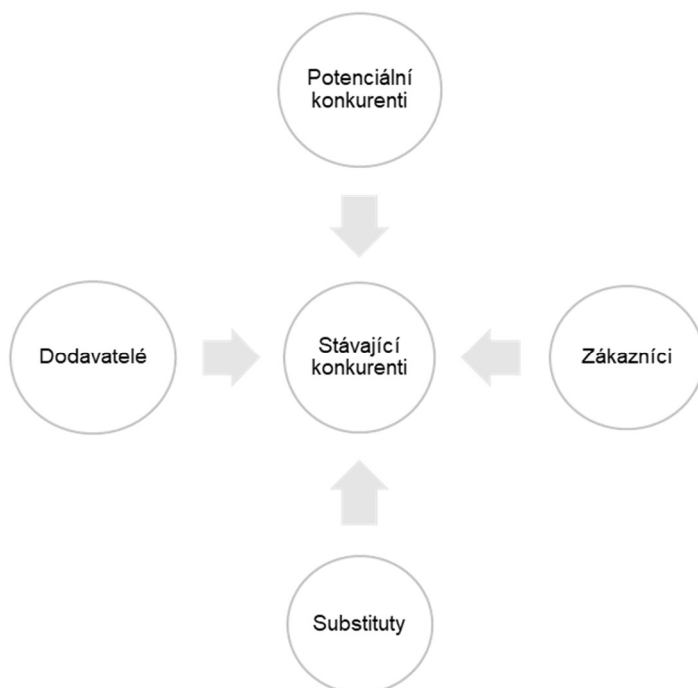 Potenciální
konkurenti
Dodavatelé
Stávající
konkurenti
Zákazníci
Substituty